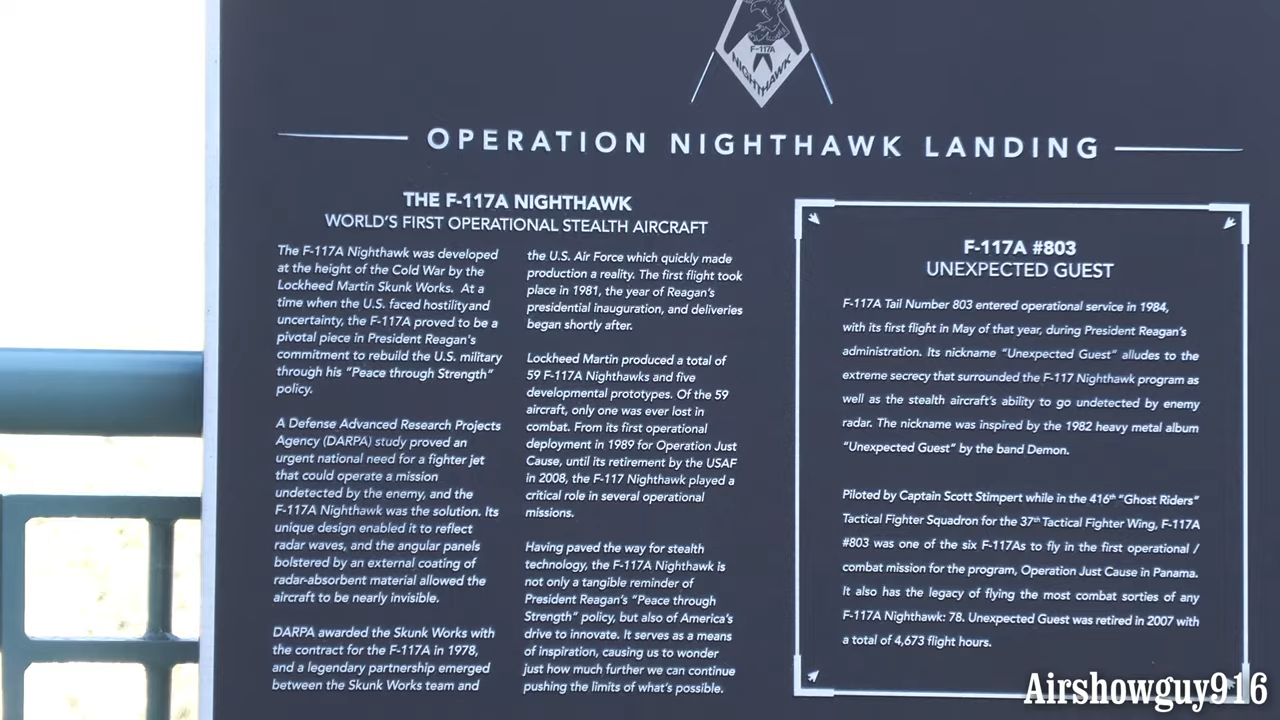 F-117A
NIGHTHAWK
OPERATION NIGHTHAWK LANDING
THE F-117A NIGHTHAWK
WORLD'S FIRST OPERATIONAL STEALTH AIRCRAFT
The F-117A Nighthawk was developed
at the height of the Cold War by the
Lockheed Martin Skunk Works. At a
time when the U.S. faced hostility and
uncertainty, the F-117A proved to be a
pivotal piece in President Reagan's
commitment to rebuild the U.S. military
through his "Peace through Strength"
policy.
A Defense Advanced Research Projects
Agency (DARPA) study proved an
urgent national need for a fighter jet
that could operate a mission
undetected by the enemy, and the
F-117A Nighthawk was the solution. Its
unique design enabled it to reflect
radar waves, and the angular panels
bolstered by an external coating of
radar-absorbent material allowed the
aircraft to be nearly invisible.
DARPA awarded the Skunk Works with
the contract for the F-117A in 1978,
and a legendary partnership emerged
between the Skunk Works team and
the U.S. Air Force which quickly made
production a reality. The first flight took
place in 1981, the year of Reagan's
presidential inauguration, and deliveries
began shortly after.
Lockheed Martin produced a total of
59 F-117A Nighthawks and five
developmental prototypes. Of the 59
aircraft, only one was ever lost in
combat. From its first operational
deployment in 1989 for Operation Just
Cause, until its retirement by the USAF
in 2008, the F-117 Nighthawk played a
critical role in several operational
missions.
Having paved the way for stealth
technology, the F-117A Nighthawk is
not only a tangible reminder of
President Reagan's "Peace through
Strength" policy, but also of America's
drive to innovate. It serves as a means
of inspiration, causing us to wonder
just how much further we can continue
pushing the limits of what's possible.
F-117A #803
UNEXPECTED GUEST
F-117A Tail Number 803 entered operational service in 1984,
with its first flight in May of that year, during President Reagan's
administration. Its nickname "Unexpected Guest" alludes to the
extreme secrecy that surrounded the F-117 Nighthawk program as
well as the stealth aircraft's ability to go undetected by enemy
radar. The nickname was inspired by the 1982 heavy metal album
"Unexpected Guest" by the band Demon.
Piloted by Captain Scott Stimpert while in the 416th "Ghost Riders"
Tactical Fighter Squadron for the 37th Tactical Fighter Wing, F-117A
#803 was one of the six F-117As to fly in the first operational /
combat mission for the program, Operation Just Cause in Panama.
It also has the legacy of flying the most combat sorties of any
F-117A Nighthawk: 78. Unexpected Guest was retired in 2007 with
a total of 4,673 flight hours.
Airshowguy916